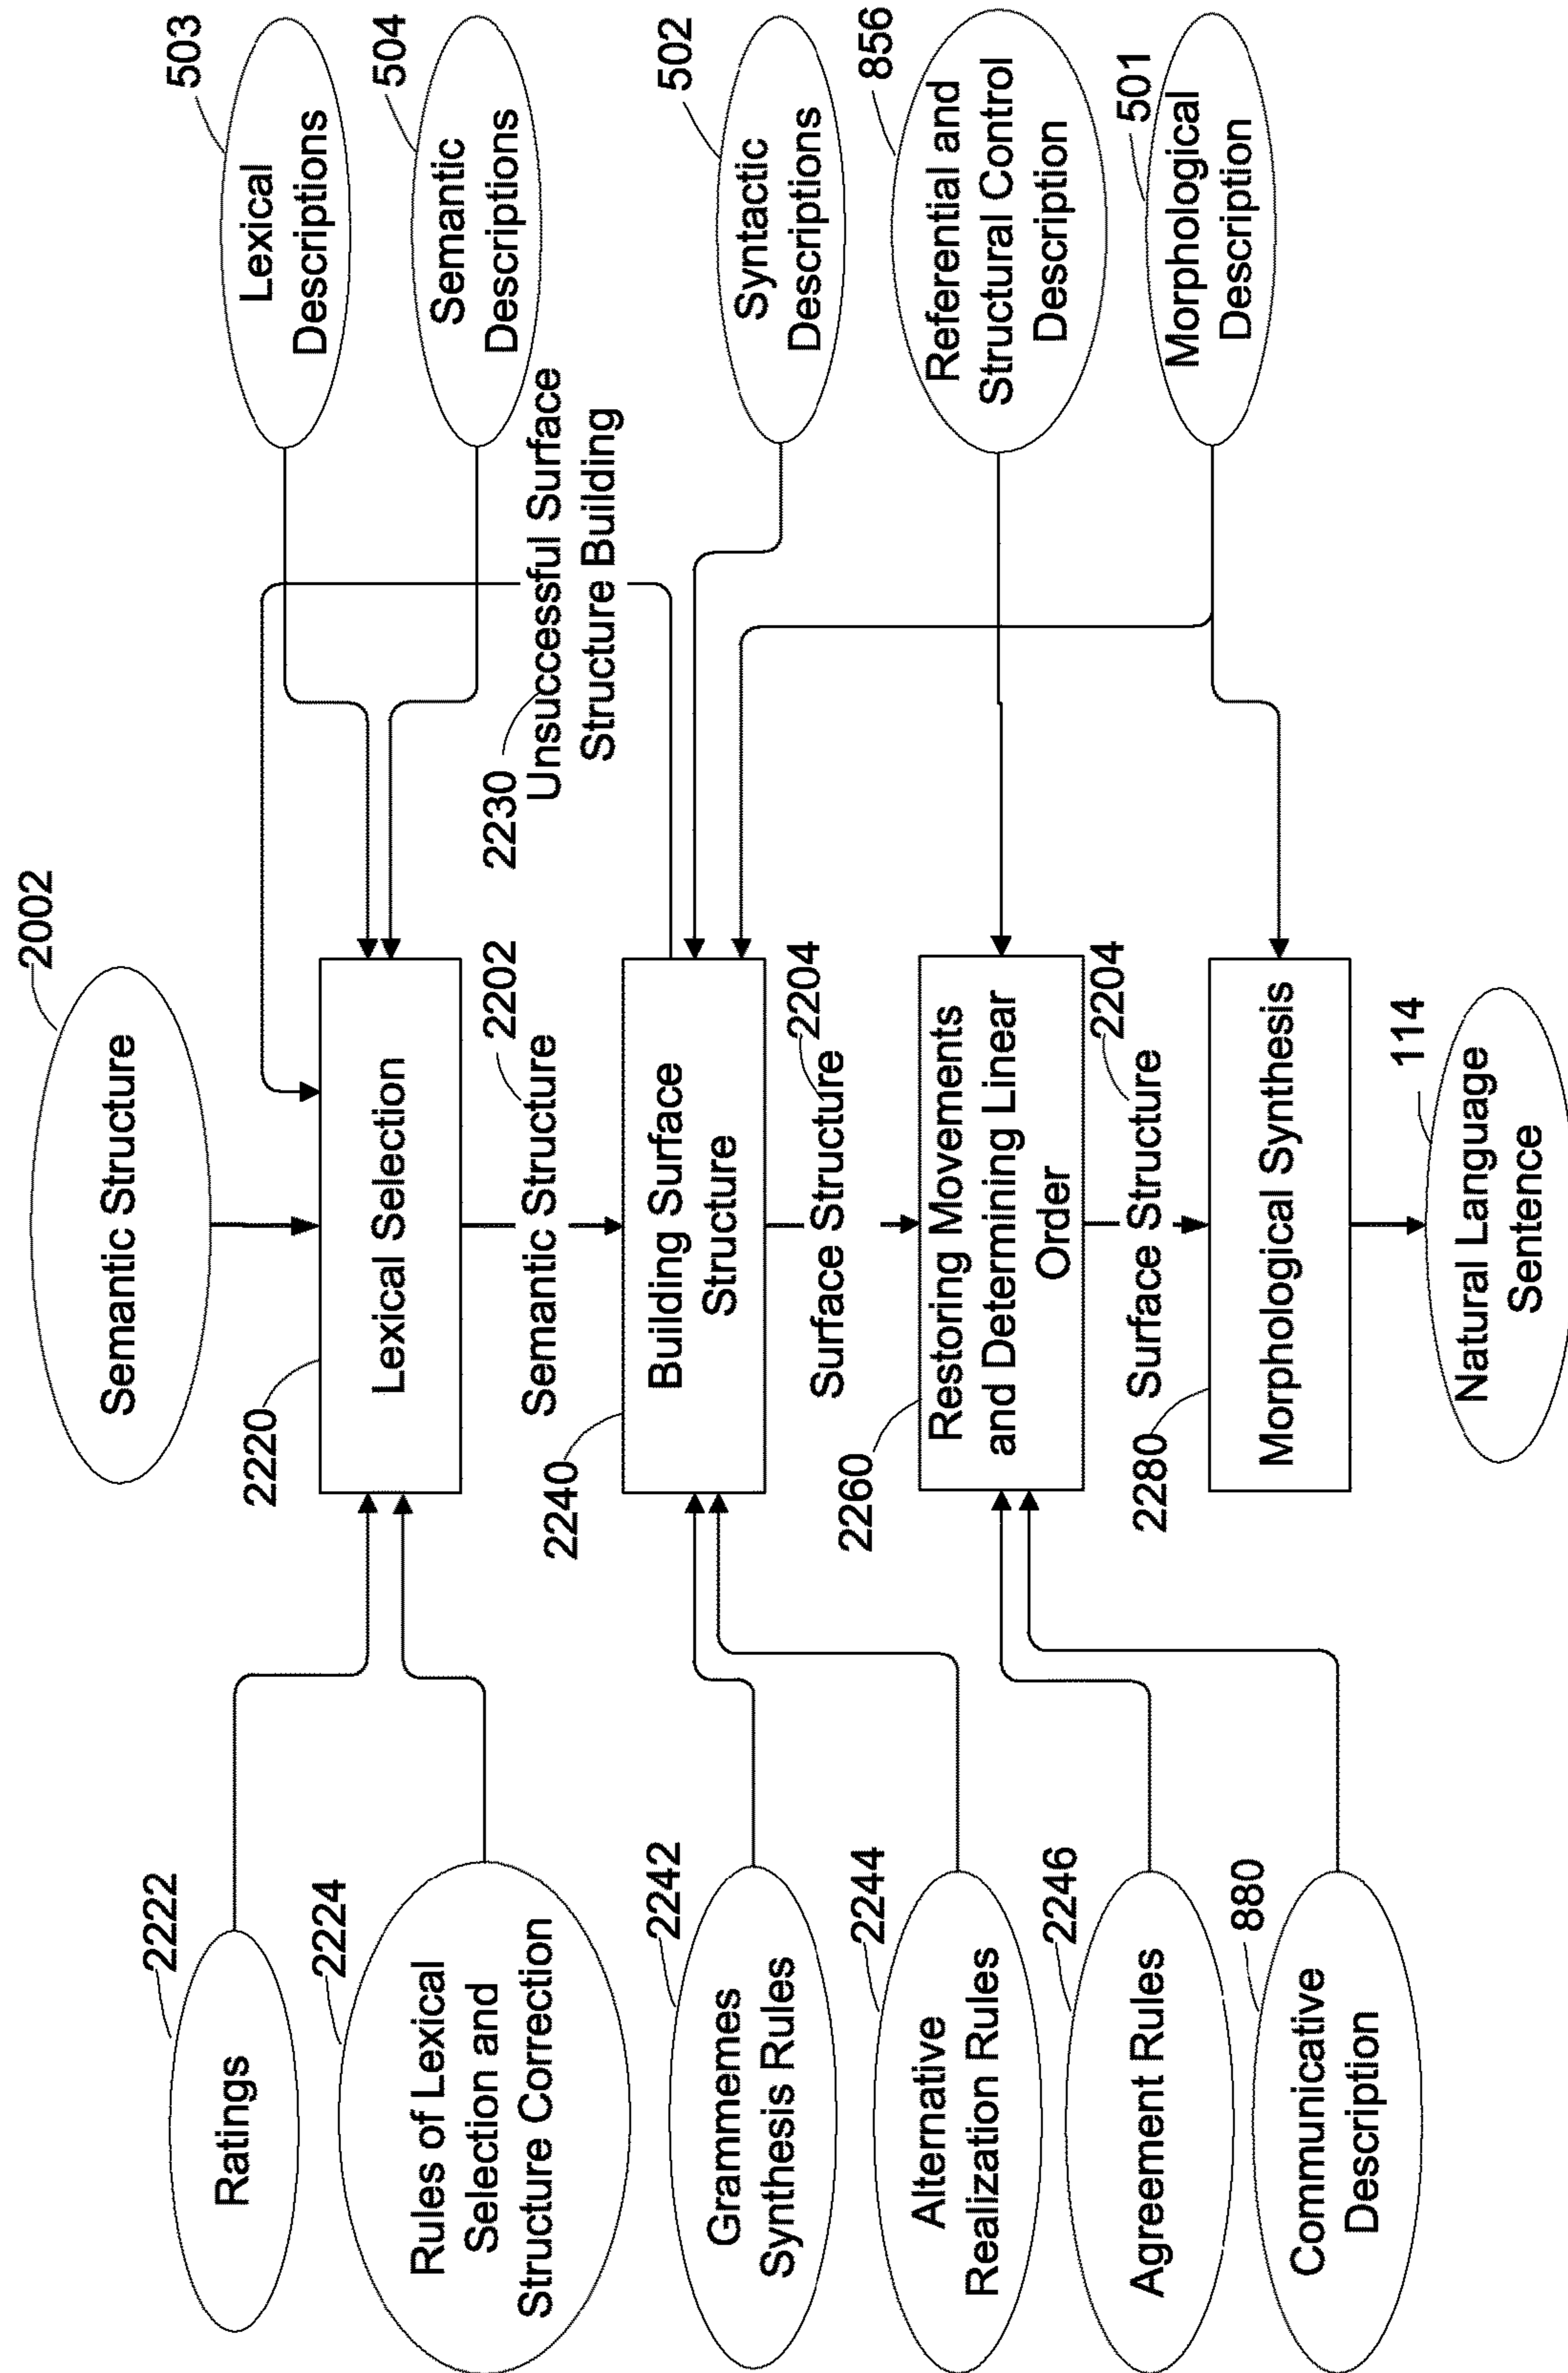 2002
Semantic Structure
503
Lexical
Descriptions
504
Semantic
Descriptions
2222
Ratings
2220
Lexical Selection
2224
Rules of Lexical
Selection and
Structure Correction
2202
Semantic Structure
2230
Unsuccessful Surface
Structure Building
502
Syntactic
Descriptions
2240
Building Surface
Structure
2242
Grammemes
Synthesis Rules
2204
Surface Structure
856
Referential and
Structural Control
Description
2244
Alternative
Realization Rules
2260
Restoring Movements
and Determining Linear
Order
2246
Agreement Rules
2204
Surface Structure
501
Morphological
Description
2280
Morphological Synthesis
880
Communicative
Description
114
Natural Language
Sentence